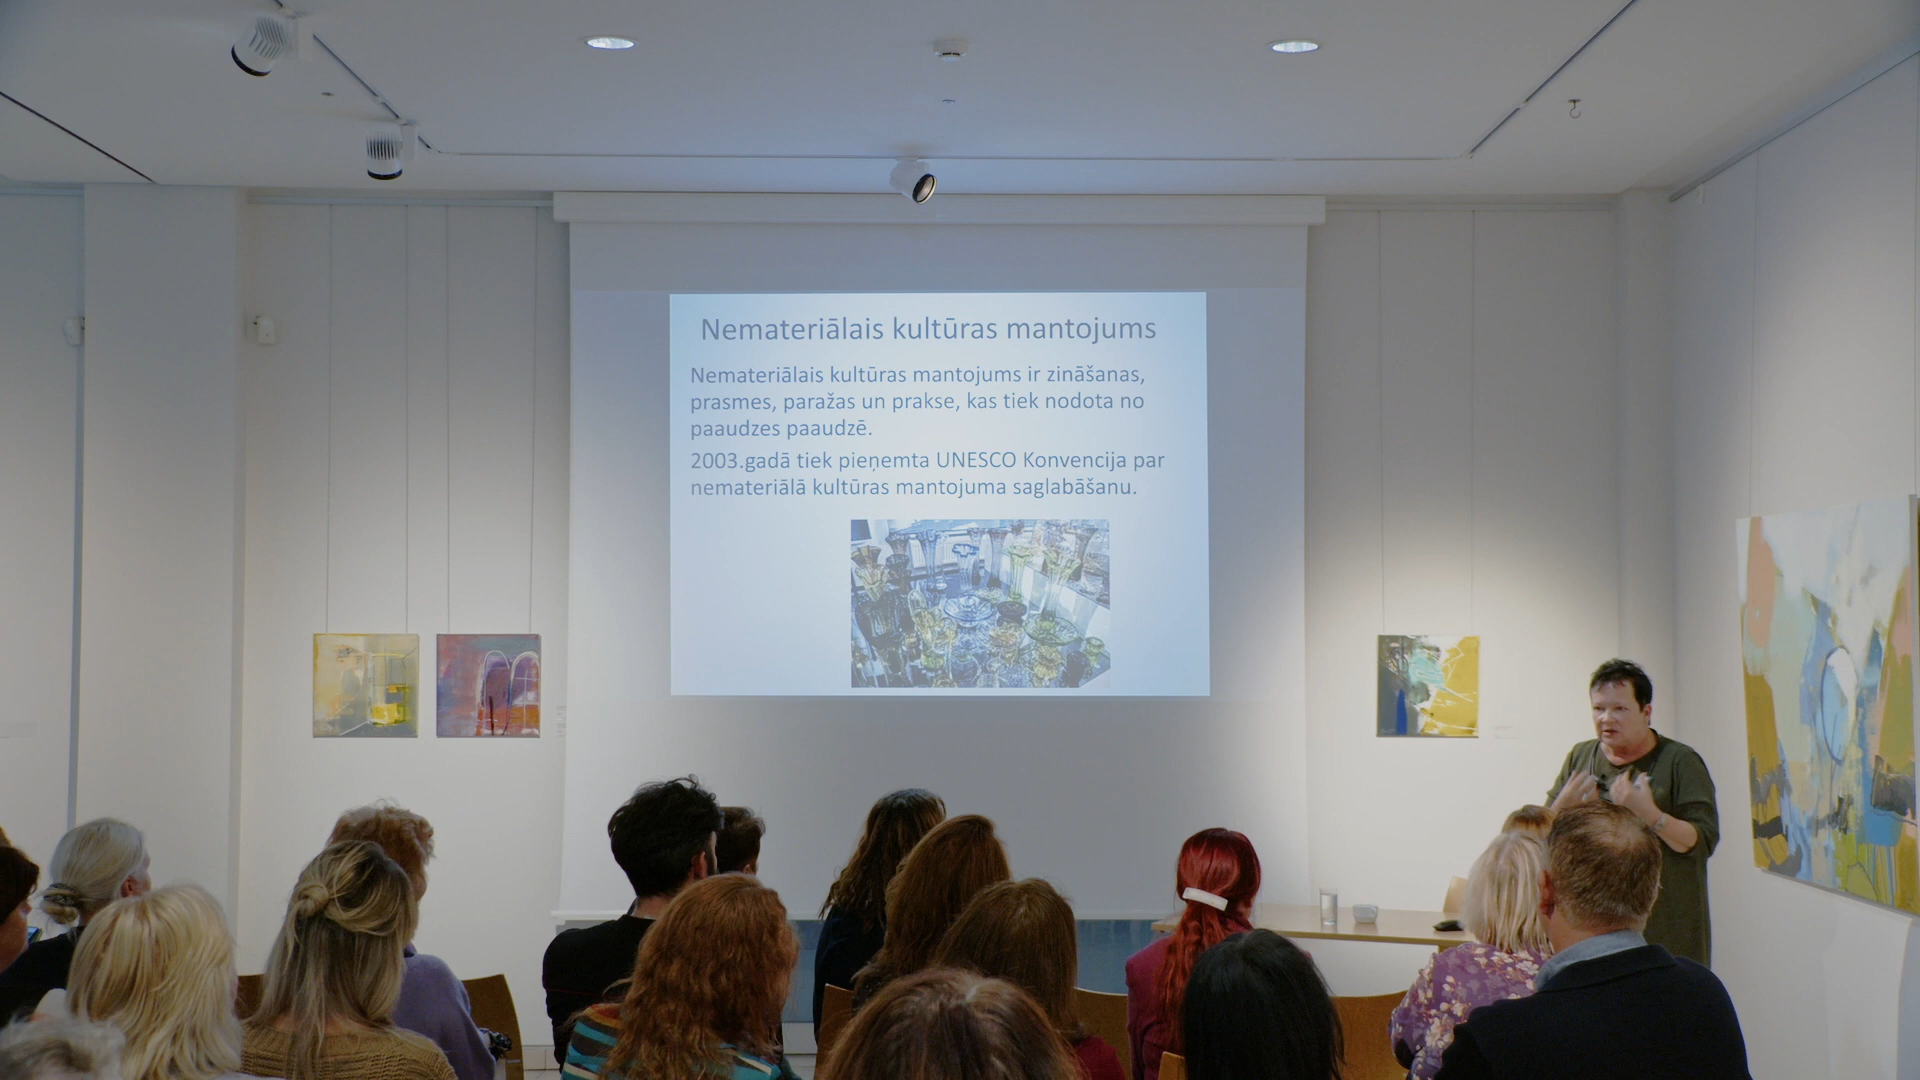 Nemateriālais kultūras mantojums
Nemateriālais kultūras mantojums ir zināšanas,
prasmes, paražas un prakse, kas tiek nodota no
paaudzes paaudzē.
2003.gadā tiek pieņemta UNESCO Konvencija par
nemateriālā kultūras mantojuma saglabāšanu.